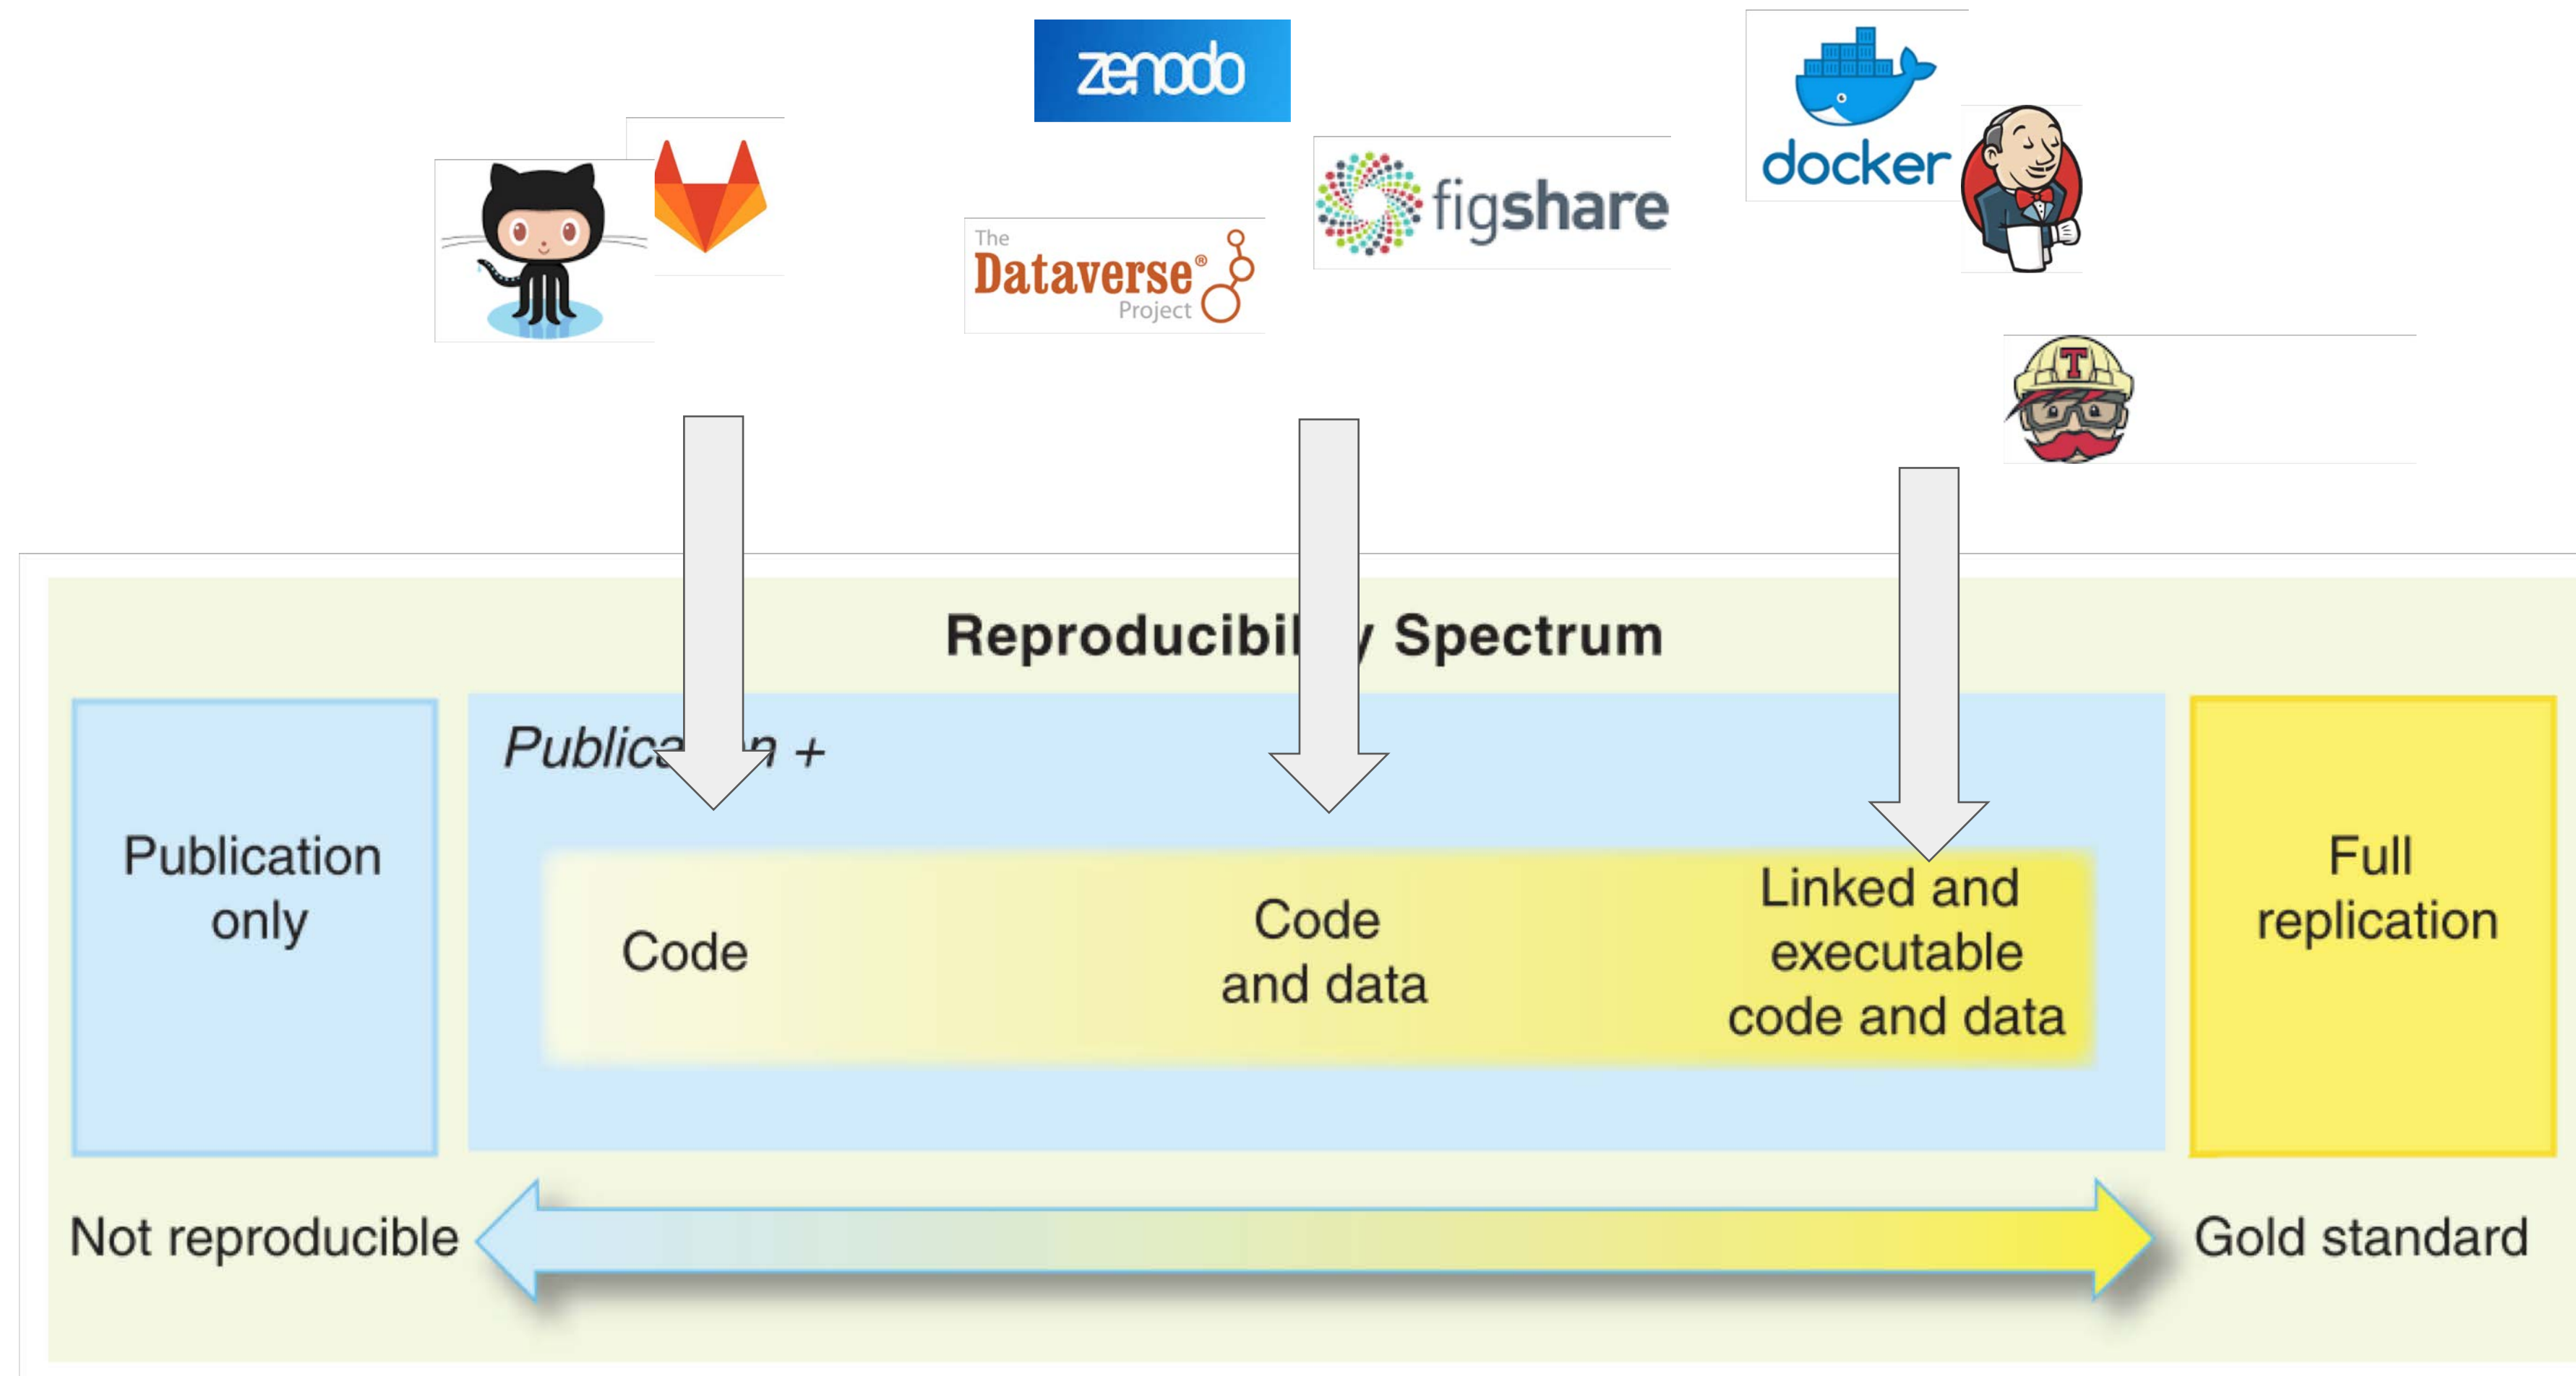 zenodo
The
Dataverse®
Project
figshare
docker
T
Reproducibil y Spectrum
Publica n +
Publication
only
Code
Code
and data
Linked and
executable
code and data
Full
replication
Not reproducible
Gold standard